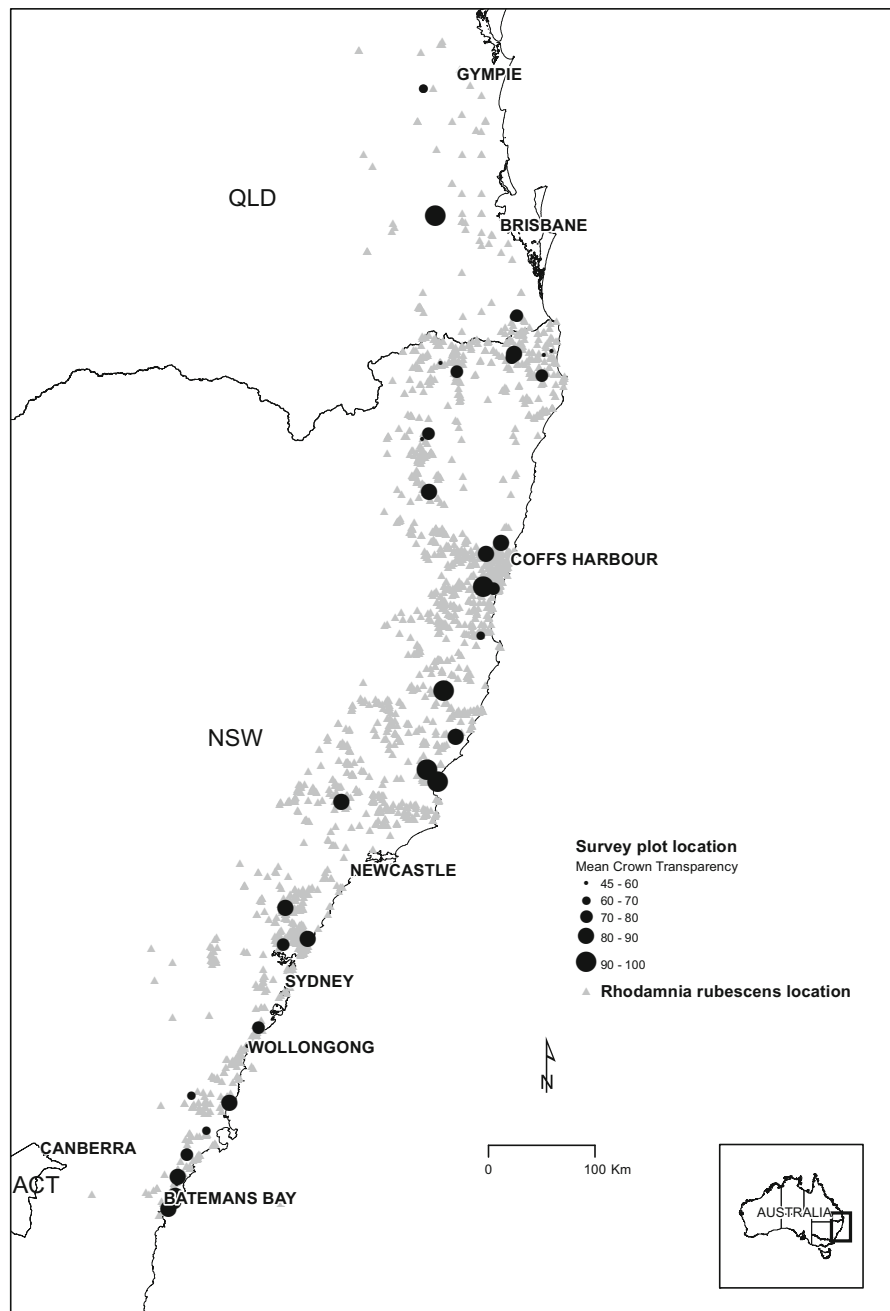 GYMPIE
QLD
BRISBANE
COFFS HARBOUR
NSW
Survey plot location
Mean Crown Transparency
45 - 60
60 - 70
70 - 80
80 - 90
90 - 100
Rhodamnia rubescens location
NEWCASTLE
SYDNEY
WOLLONGONG
N
CANBERRA
0 100 Km
ACT
BATEMANS BAY
AUSTRALIA